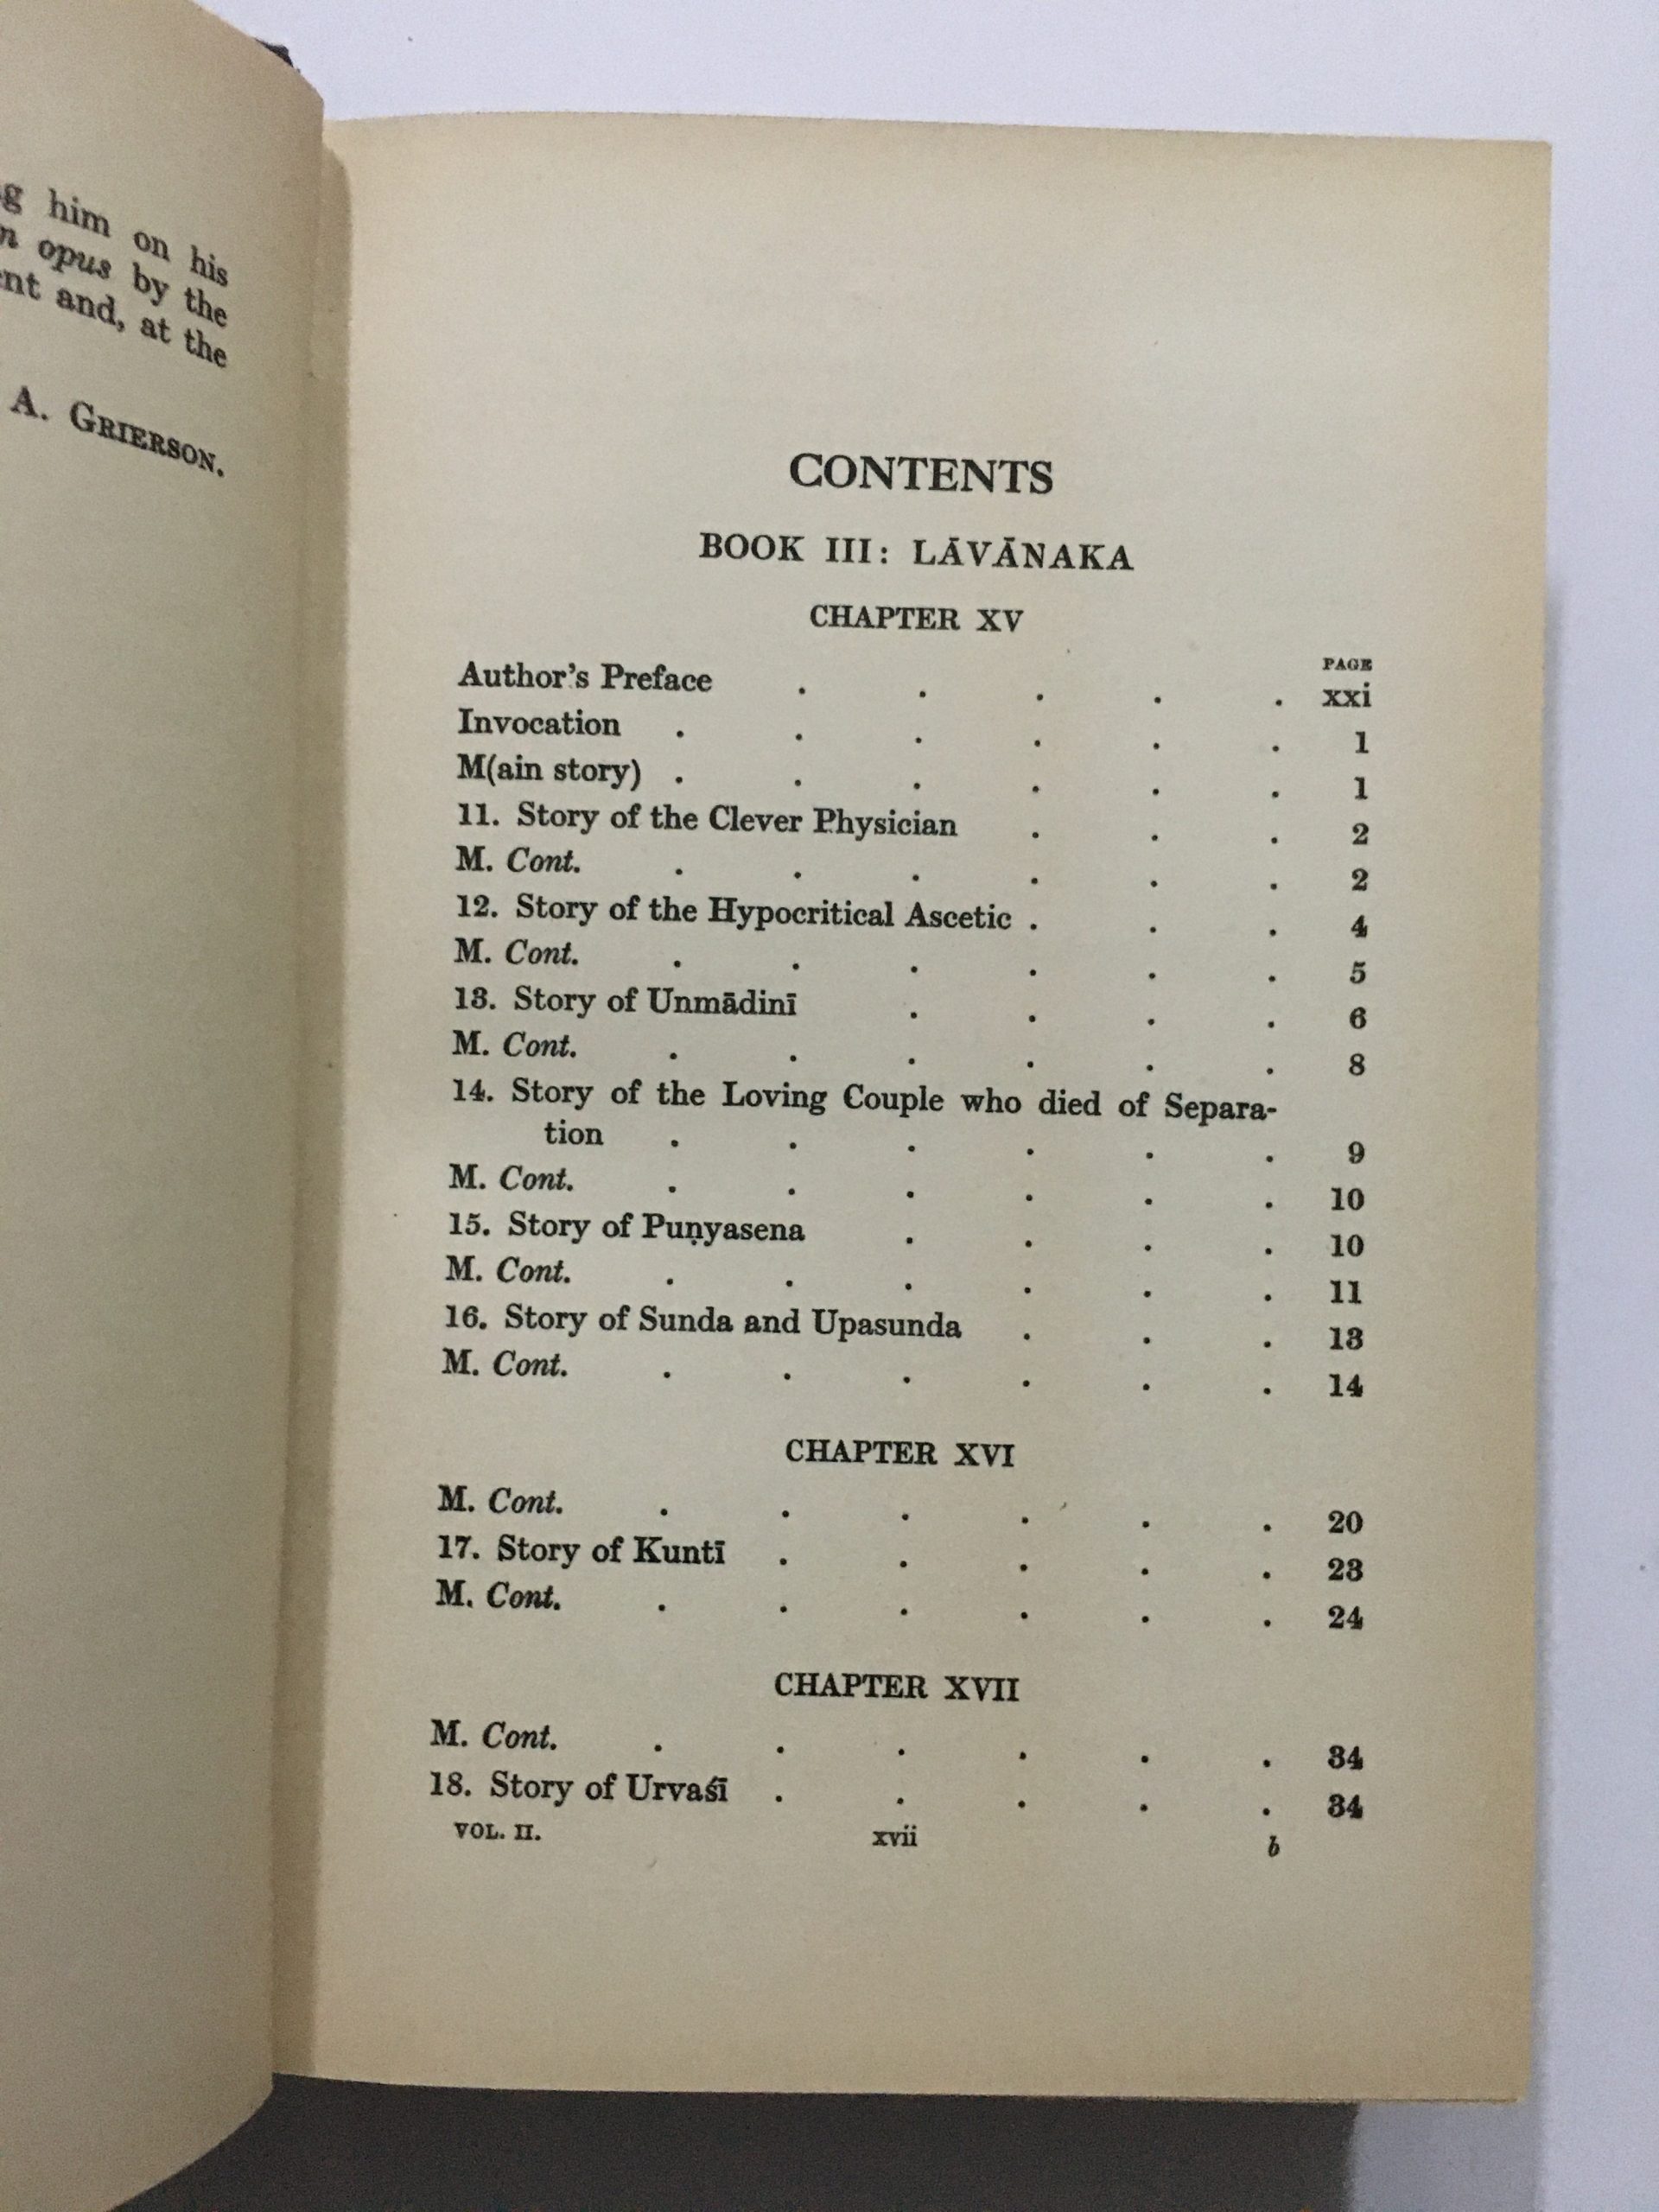 him on his
opus by the
and, at the
A. GRIERSON.
CONTENTS
BOOK III: LĀVĀNAKA
CHAPTER XV
PAGE
Author's Preface . . . . . xxi
Invocation . . . . . . 1
M(ain story) . . . . . . 1
11. Story of the Clever Physician . . . 2
M. Cont. . . . . . . 2
12. Story of the Hypocritical Ascetic . . . 4
M. Cont. . . . . . . 5
13. Story of Unmādinī . . . . 6
M. Cont. . . . . . . 8
14. Story of the Loving Couple who died of Separa-
tion . . . . . . 9
M. Cont. . . . . . . 10
15. Story of Puṇyasena . . . . 10
M. Cont. . . . . . . 11
16. Story of Sunda and Upasunda . . . 13
M. Cont. . . . . . . 14
CHAPTER XVI
M. Cont. . . . . . . 20
17. Story of Kuntī . . . . . 23
M. Cont. . . . . . . 24
CHAPTER XVII
M. Cont. . . . . . . 34
18. Story of Urvaśī . . . . . 34
VOL. II. xvii b